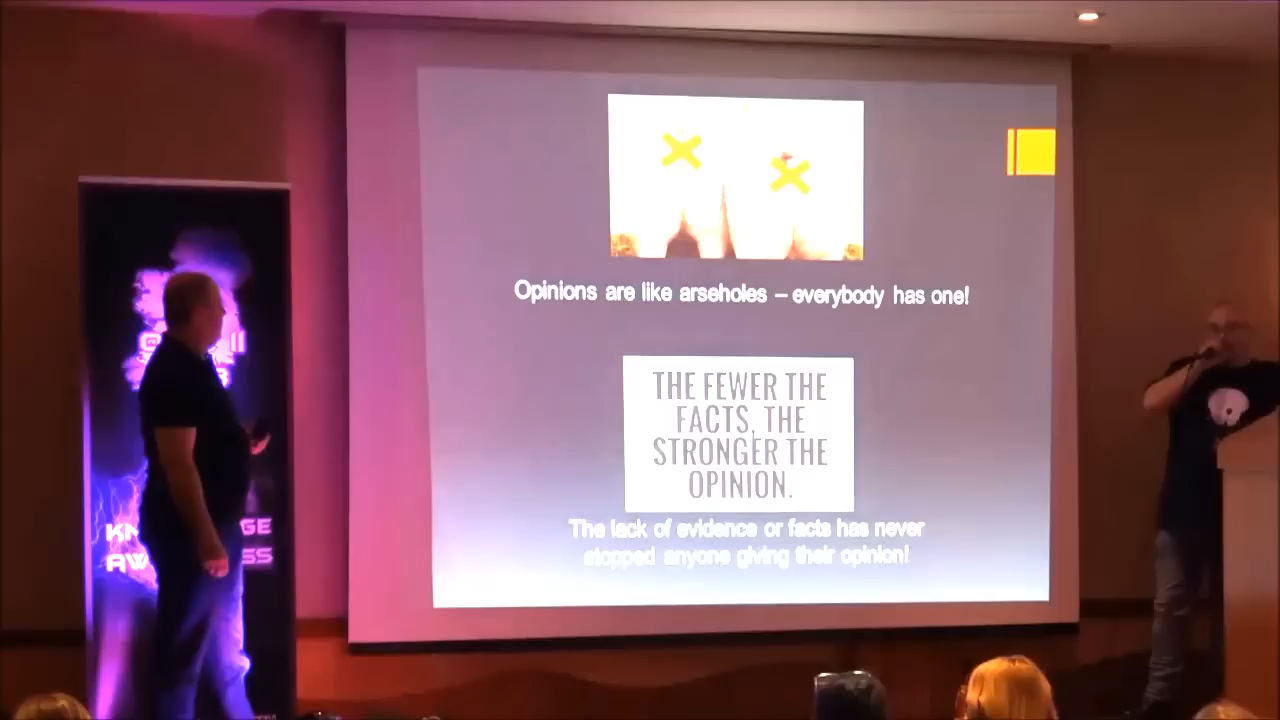 Opinions are like arseholes – everybody has one!
THE FEWER THE
FACTS, THE
STRONGER THE
OPINION.
The lack of evidence or facts has never
stopped anyone giving their opinion!